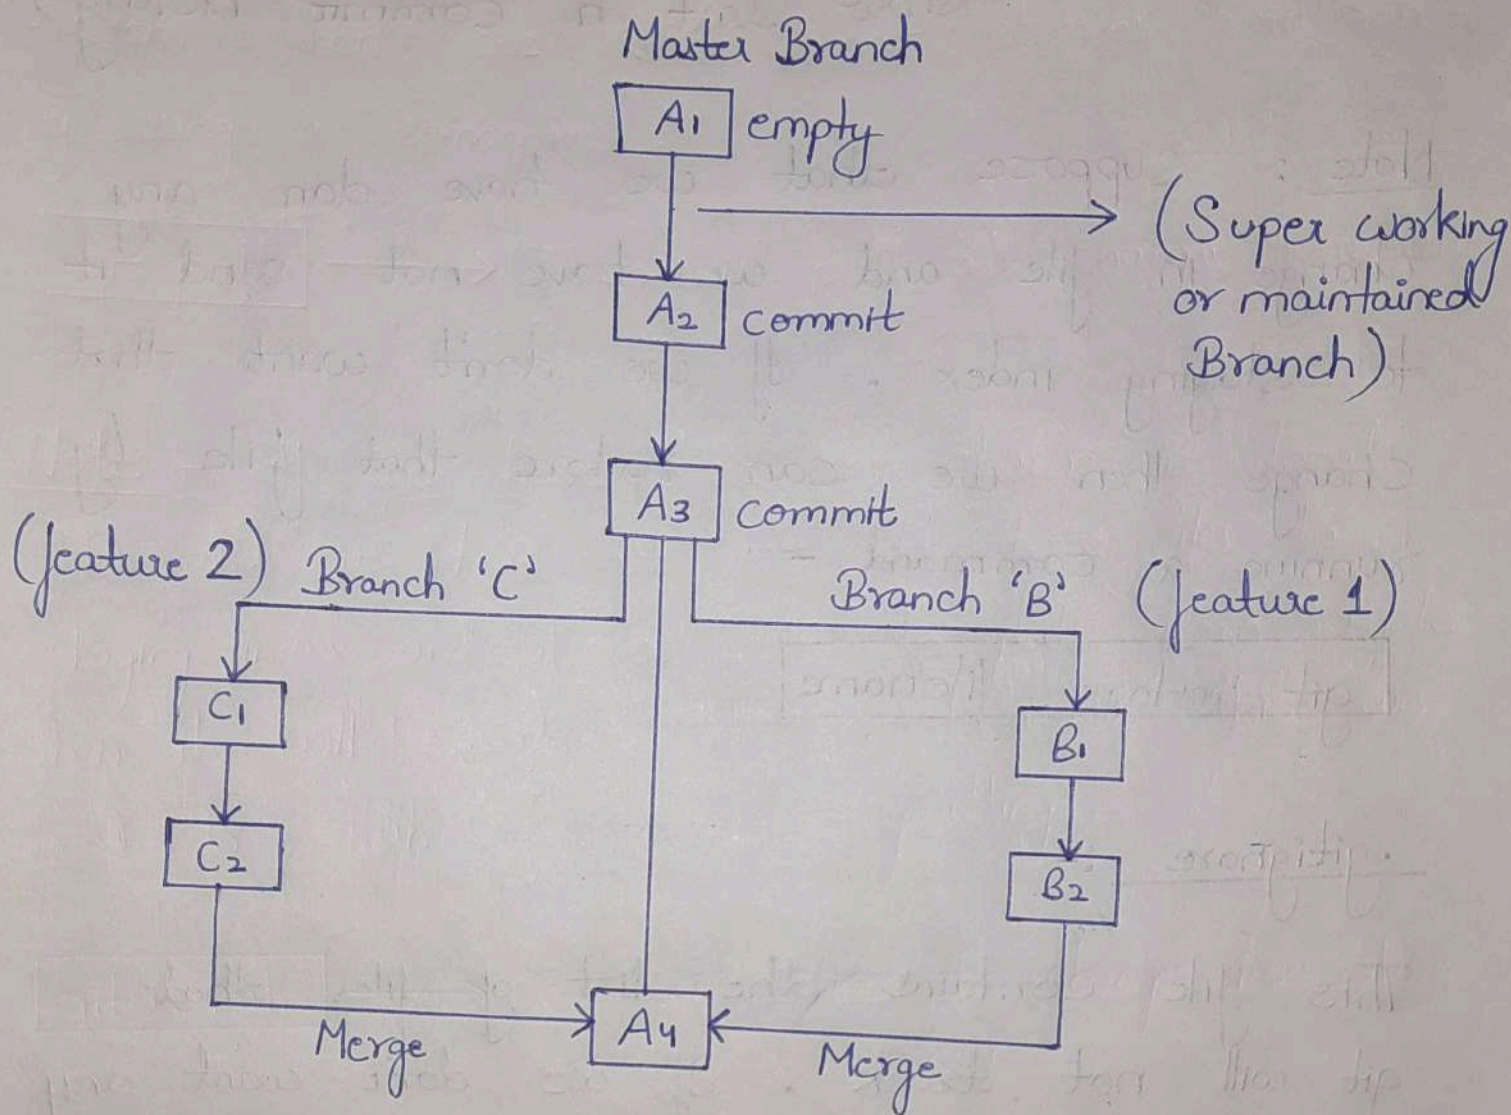 Master Branch
A1 empty
(Super working
or maintained
Branch)
A2 commit
A3 commit
(feature 2) Branch 'C'
Branch 'B' (feature 1)
C1
B1
C2
B2
A4
Merge
Merge